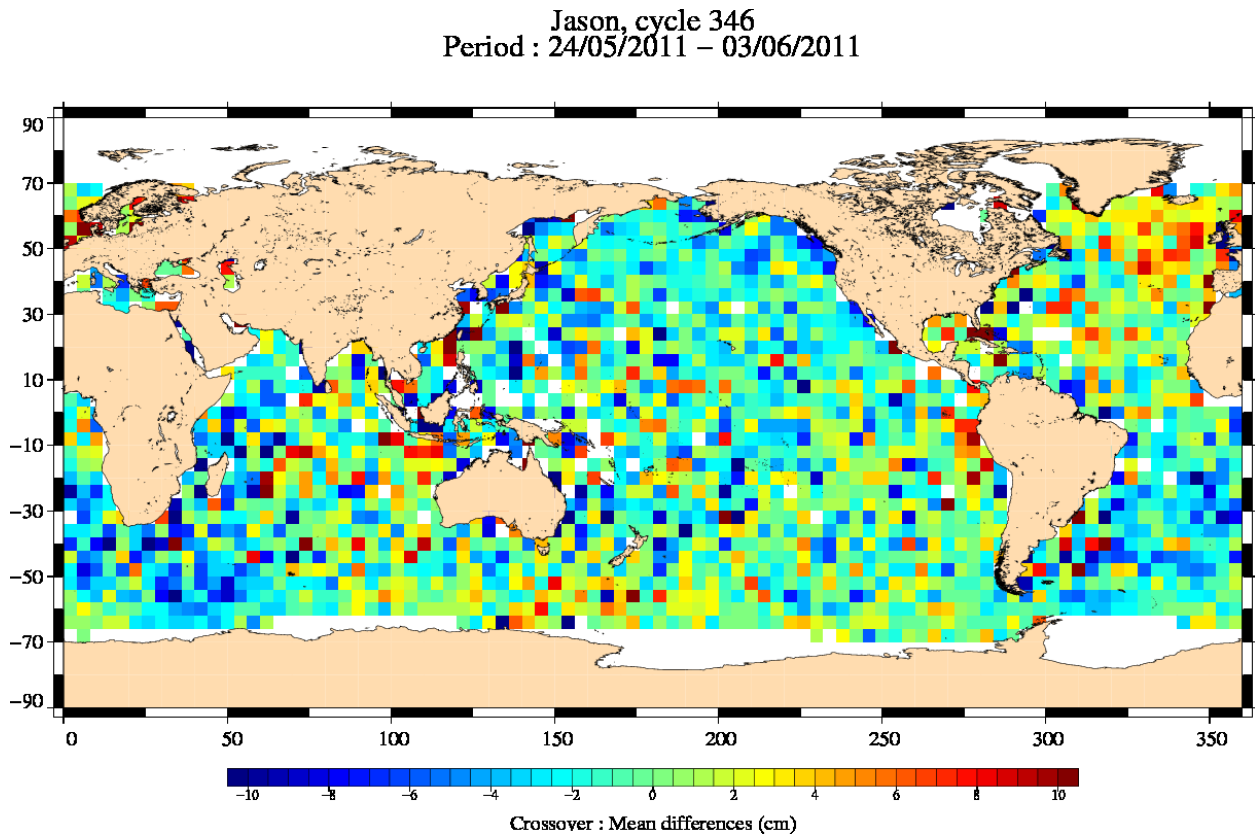 Jason, cycle 346
Period : 24/05/2011 – 03/06/2011
90
70
50
30
10
−10
−30
−50
−70
−90
0 50 100 150 200 250 300 350
−10 −8 −6 −4 −2 0 2 4 6 8 10
Crossover : Mean differences (cm)